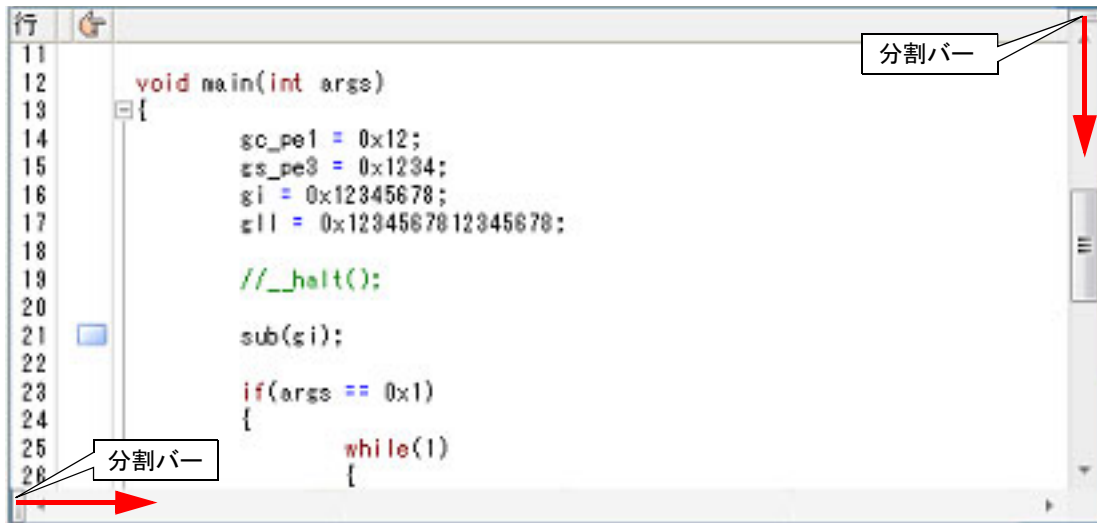 行
分割バー
11
12 void main(int args)
13 {
14 gc_pe1 = 0x12;
15 gs_pe3 = 0x1234;
16 gi = 0x12345678;
17 gll = 0x1234567812345678;
18
19 //__halt();
20
21 sub(gi);
22
23 if(args == 0x1)
24 {
25 while(1)
26 {
分割バー